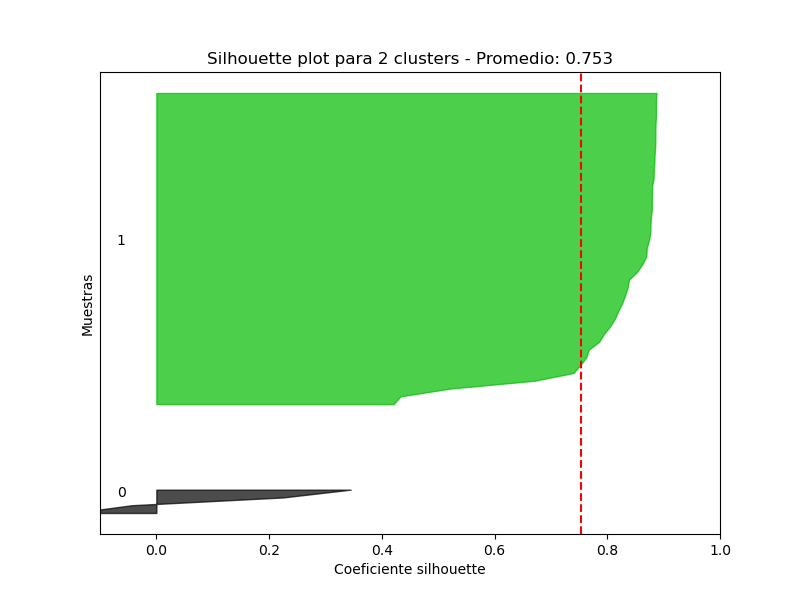 Silhouette plot para 2 clusters - Promedio: 0.753
Muestras
1
0
0.0 0.2 0.4 0.6 0.8 1.0
Coeficiente silhouette